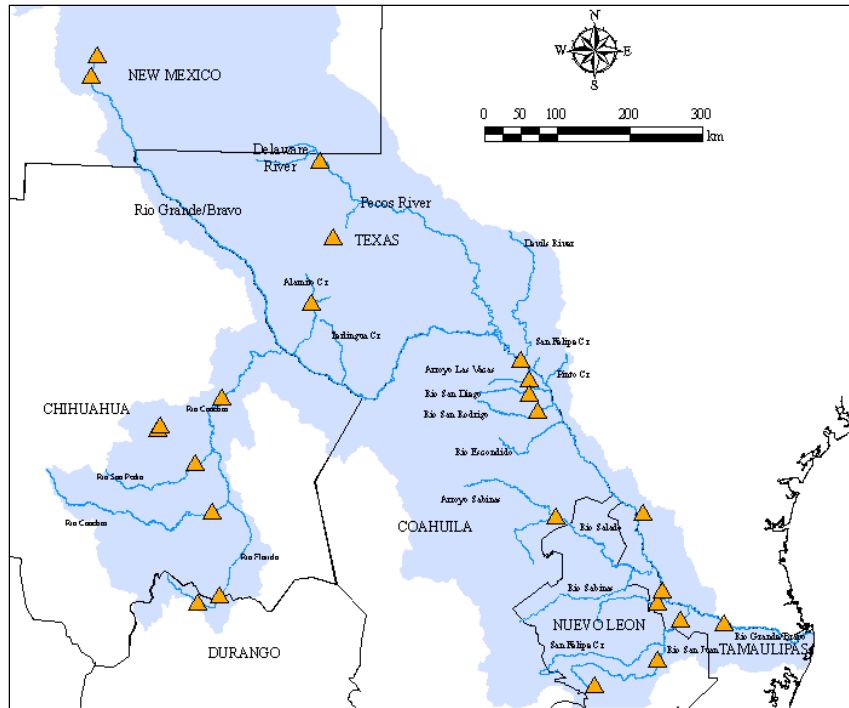 N
W E
S
NEW MEXICO
0 50 100 200 300
km
Delaware
River
Pecos River
Rio Grande/Bravo
TEXAS
Devils River
Alamito Cr
Terlingua Cr
San Felipe Cr
Arroyo Las Vacas
Pinto Cr
Rio San Diego
CHIHUAHUA
Rio Conchos
Rio San Rodrigo
Rio Escondido
Rio San Pedro
Arroyo Sabinas
Rio Conchos
COAHUILA
Rio Salado
Rio Florido
Rio Sabinas
NUEVO LEON
Rio Grande/Bravo
San Felipe Cr
Rio San Juan
TAMAULIPAS
DURANGO